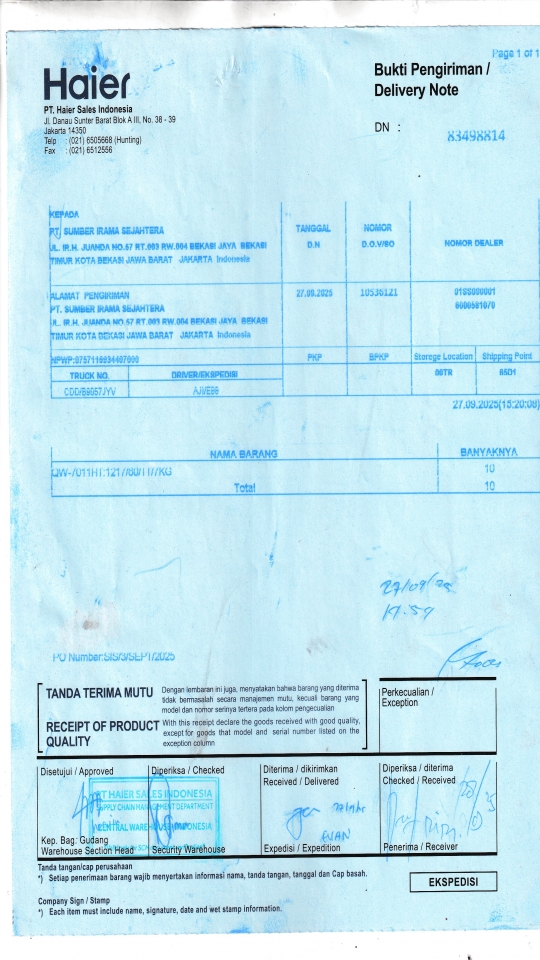 Page 1 of 1
Haier
Bukti Pengiriman /
Delivery Note
PT. Haier Sales Indonesia
Jl. Danau Sunter Barat Blok A III, No. 38 - 39
Jakarta 14350
Telp : (021) 6505668 (Hunting)
Fax : (021) 6512556
DN : 83498814
KEPADA
PT. SUMBER IRAMA SEJAHTERA
JL. IR.H. JUANDA NO.67 RT.003 RW.004 BEKASI JAYA BEKASI
TIMUR KOTA BEKASI JAWA BARAT JAKARTA Indonesia
TANGGAL D.N
NOMOR D.O.V/SO
NOMOR DEALER
ALAMAT PENGIRIMAN
PT. SUMBER IRAMA SEJAHTERA
JL. IR.H. JUANDA NO.67 RT.003 RW.004 BEKASI JAYA BEKASI
TIMUR KOTA BEKASI JAWA BARAT JAKARTA Indonesia
27.09.2025
10536121
PKP
Storege Location
Shipping Point
TRUCK NO.
DRIVER/EKSPEDISI
27.09.2025(15:20:08)
NAMA BARANG
BANYAKNYA
10
Total
10
27/09/25
17.59
PO Number:SIS/3/SEPT/2025
TANDA TERIMA MUTU
Dengan lembaran ini juga, menyatakan bahwa barang yang diterima
tidak bermasalah secara manajemen mutu, kecuali barang yang
model dan nomor serinya tertera pada kolom pengecualian
RECEIPT OF PRODUCT
QUALITY
With this receipt declare the goods received with good quality,
except for goods that model and serial number listed on the
exception column
Perkecualian /
Exception
Disetujui / Approved
Diperiksa / Checked
Diterima / dikirimkan
Received / Delivered
Diperiksa / diterima
Checked / Received
PT HAIER SALES INDONESIA
SUPPLY CHAIN MANAGEMENT DEPARTMENT
CENTRAL WAREHOUSE INDONESIA
EVAN
Kep. Bag. Gudang
Warehouse Section Head
Security Warehouse
Expedisi / Expedition
Penerima / Receiver
Tanda tangan/cap perusahaan
*) Setiap penerimaan barang wajib menyertakan informasi nama, tanda tangan, tanggal dan Cap basah.
EKSPEDISI
Company Sign / Stamp
*) Each item must include name, signature, date and wet stamp information.